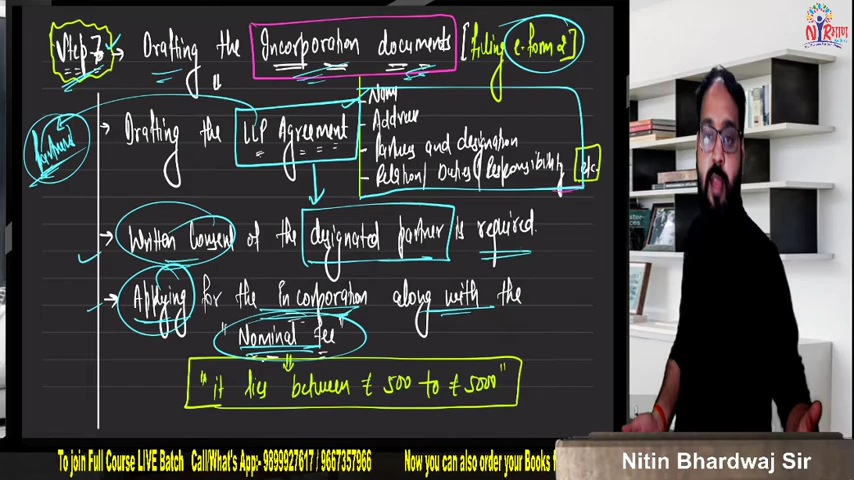 Step 7 → Drafting the Incorporation documents [filing e-form 2]
→ Drafting the LLP Agreement
- Name
- Address
- Partners and designation
- Relation/ Duties/ Responsibility etc.
→ Written Consent of the designated partner is required.
→ Applying for the Incorporation along with the
"Nominal Fee"
"it lies between ₹ 500 to ₹ 5000"
NIRमाण
To join Full Course LIVE Batch Call/What's App- 9899927617 / 9667357966 Now you can also order your Books f
Nitin Bhardwaj Sir